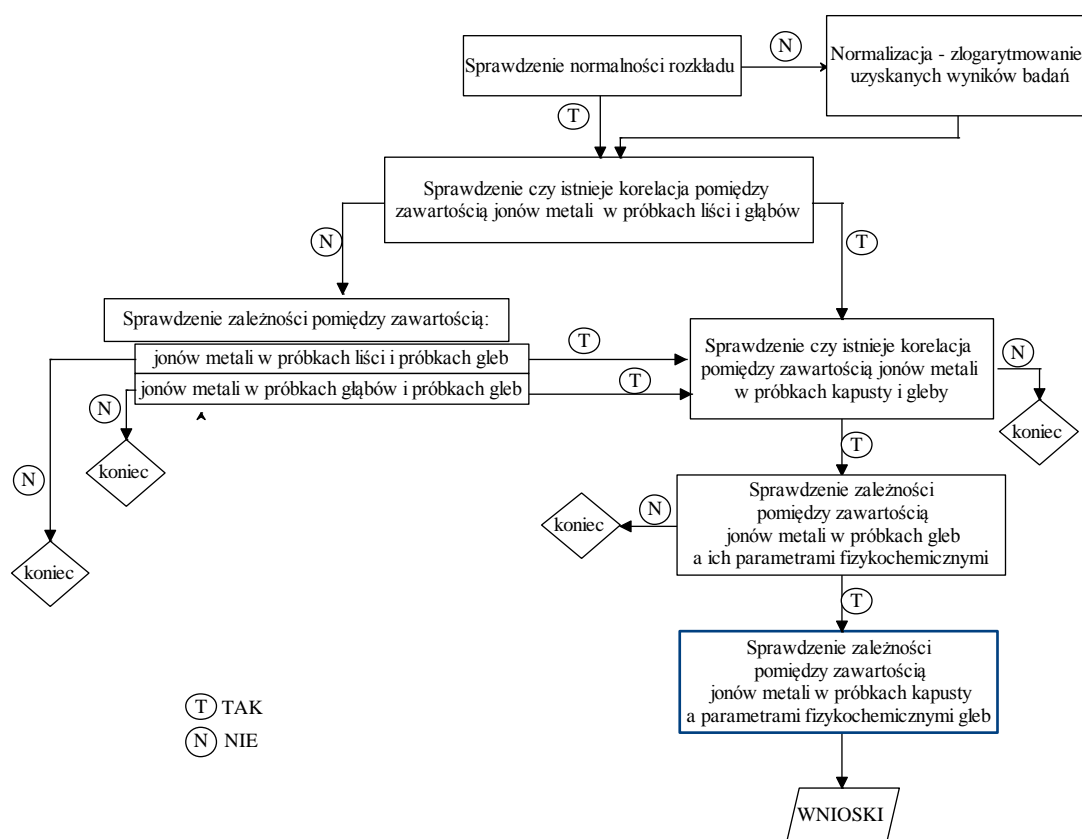 Sprawdzenie normalności rozkładu
N
Normalizacja - zlogarytmowanie
uzyskanych wyników badań
T
Sprawdzenie czy istnieje korelacja pomiędzy
zawartością jonów metali w próbkach liści i głąbów
N
T
Sprawdzenie zależności pomiędzy zawartością:
jonów metali w próbkach liści i próbkach gleb
jonów metali w próbkach głąbów i próbkach gleb
T
T
Sprawdzenie czy istnieje korelacja
pomiędzy zawartością jonów metali
w próbkach kapusty i gleby
N
koniec
N
koniec
N
koniec
T
Sprawdzenie zależności
pomiędzy zawartością
jonów metali w próbkach gleb
a ich parametrami fizykochemicznymi
N
koniec
T
Sprawdzenie zależności
pomiędzy zawartością
jonów metali w próbkach kapusty
a parametrami fizykochemicznymi gleb
T TAK
N NIE
WNIOSKI